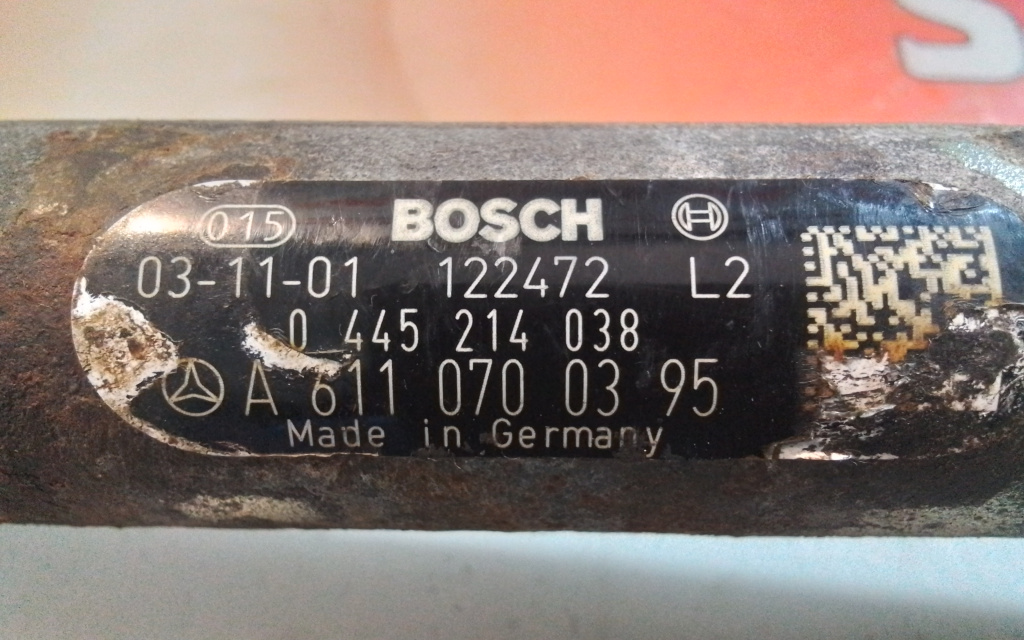 015 BOSCH
03-11-01 122472 L2
0 445 214 038
A 611 070 03 95
Made in Germany